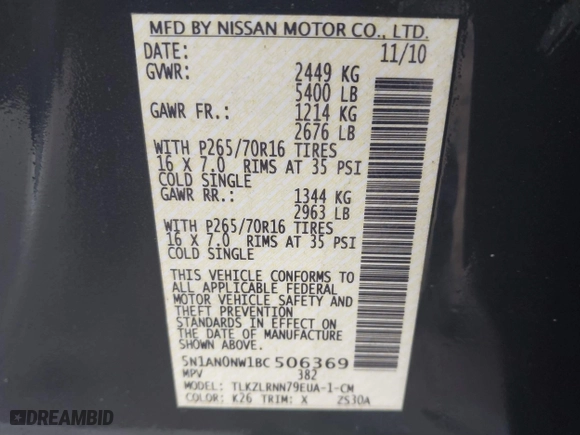 MFD BY NISSAN MOTOR CO., LTD.
DATE: 11/10
GVWR: 2449 KG
5400 LB
GAWR FR.: 1214 KG
2676 LB
WITH P265/70R16 TIRES
16 X 7.0 RIMS AT 35 PSI
COLD SINGLE
GAWR RR.: 1344 KG
2963 LB
WITH P265/70R16 TIRES
16 X 7.0 RIMS AT 35 PSI
COLD SINGLE
THIS VEHICLE CONFORMS TO
ALL APPLICABLE FEDERAL
MOTOR VEHICLE SAFETY AND
THEFT PREVENTION
STANDARDS IN EFFECT ON
THE DATE OF MANUFACTURE
SHOWN ABOVE.
5N1AN0NW1BC506369
MPV 382
MODEL: TLKZLRNN79EUA-1-CM
COLOR: K26 TRIM: X ZS30A
DREAMBID